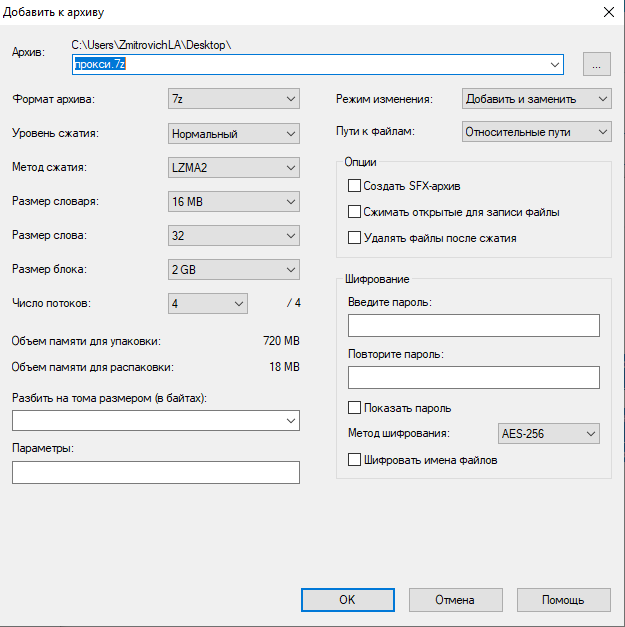 Добавить к архиву
Архив: C:\Users\ZmitrovichLA\Desktop\
прокси.7z
...
Формат архива: 7z
Уровень сжатия: Нормальный
Метод сжатия: LZMA2
Размер словаря: 16 MB
Размер слова: 32
Размер блока: 2 GB
Число потоков: 4 / 4
Объем памяти для упаковки: 720 MB
Объем памяти для распаковки: 18 MB
Разбить на тома размером (в байтах):
Параметры:
Режим изменения: Добавить и заменить
Пути к файлам: Относительные пути
Опции
Создать SFX-архив
Сжимать открытые для записи файлы
Удалять файлы после сжатия
Шифрование
Введите пароль:
Повторите пароль:
Показать пароль
Метод шифрования: AES-256
Шифровать имена файлов
OK
Отмена
Помощь